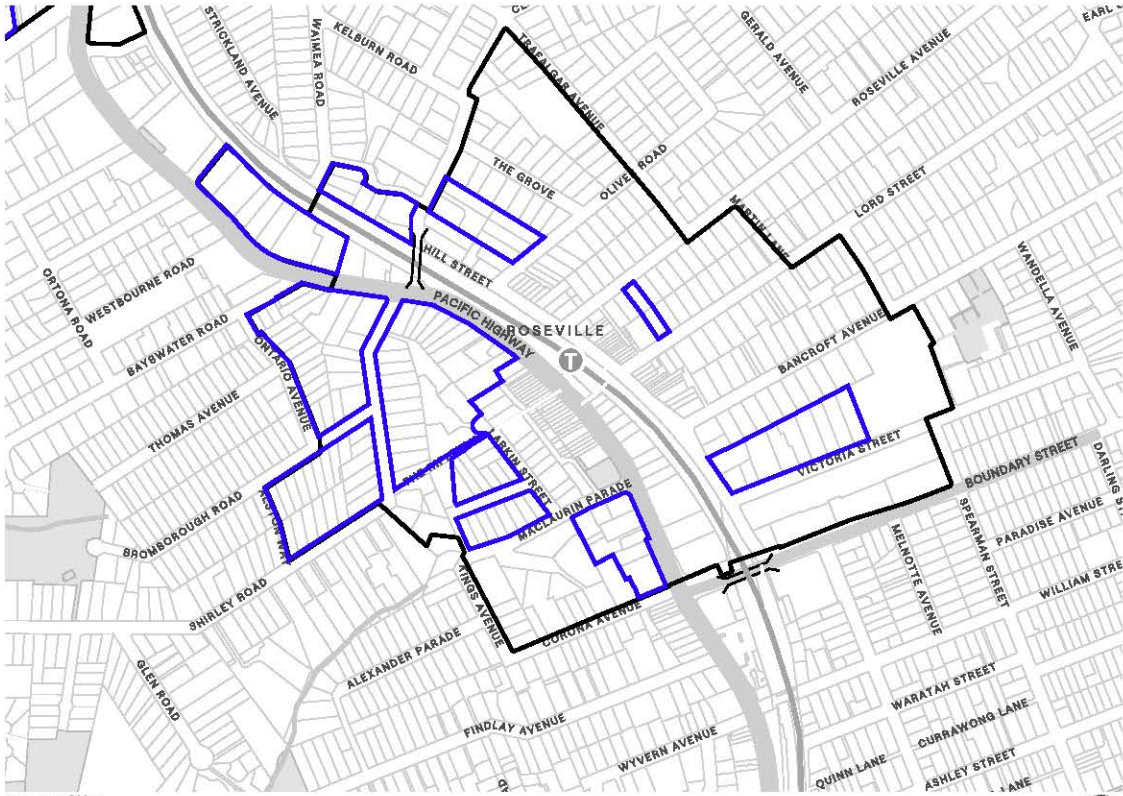 STRICKLAND AVENUE
WAIMEA ROAD
KELBURN ROAD
TRAFALGAR AVENUE
GERALD AVENUE
ROSEVILLE AVENUE
EARL
THE GROVE
OLIVER ROAD
MARTIN LANE
LORD STREET
WANDELLA AVENUE
ORTONA ROAD
WESTBOURNE ROAD
HILL STREET
PACIFIC HIGHWAY
ROSEVILLE
T
BAYSWATER ROAD
ONTARIO AVENUE
BANCROFT AVENUE
THOMAS AVENUE
LARKIN STREET
VICTORIA STREET
BOUNDARY STREET
DARLING ST
MACLAURIN PARADE
BROMBOROUGH ROAD
ALSTON WAY
SPEARMAN STREET
PARADISE AVENUE
MELNOTTE AVENUE
WILLIAM STRE
SHIRLEY ROAD
KINGS AVENUE
CORONA AVENUE
ALEXANDER PARADE
GLEN ROAD
WARATAH STREET
FINDLAY AVENUE
CURRAWONG LANE
WYVERN AVENUE
QUINN LANE
ASHLEY STREET
LANE